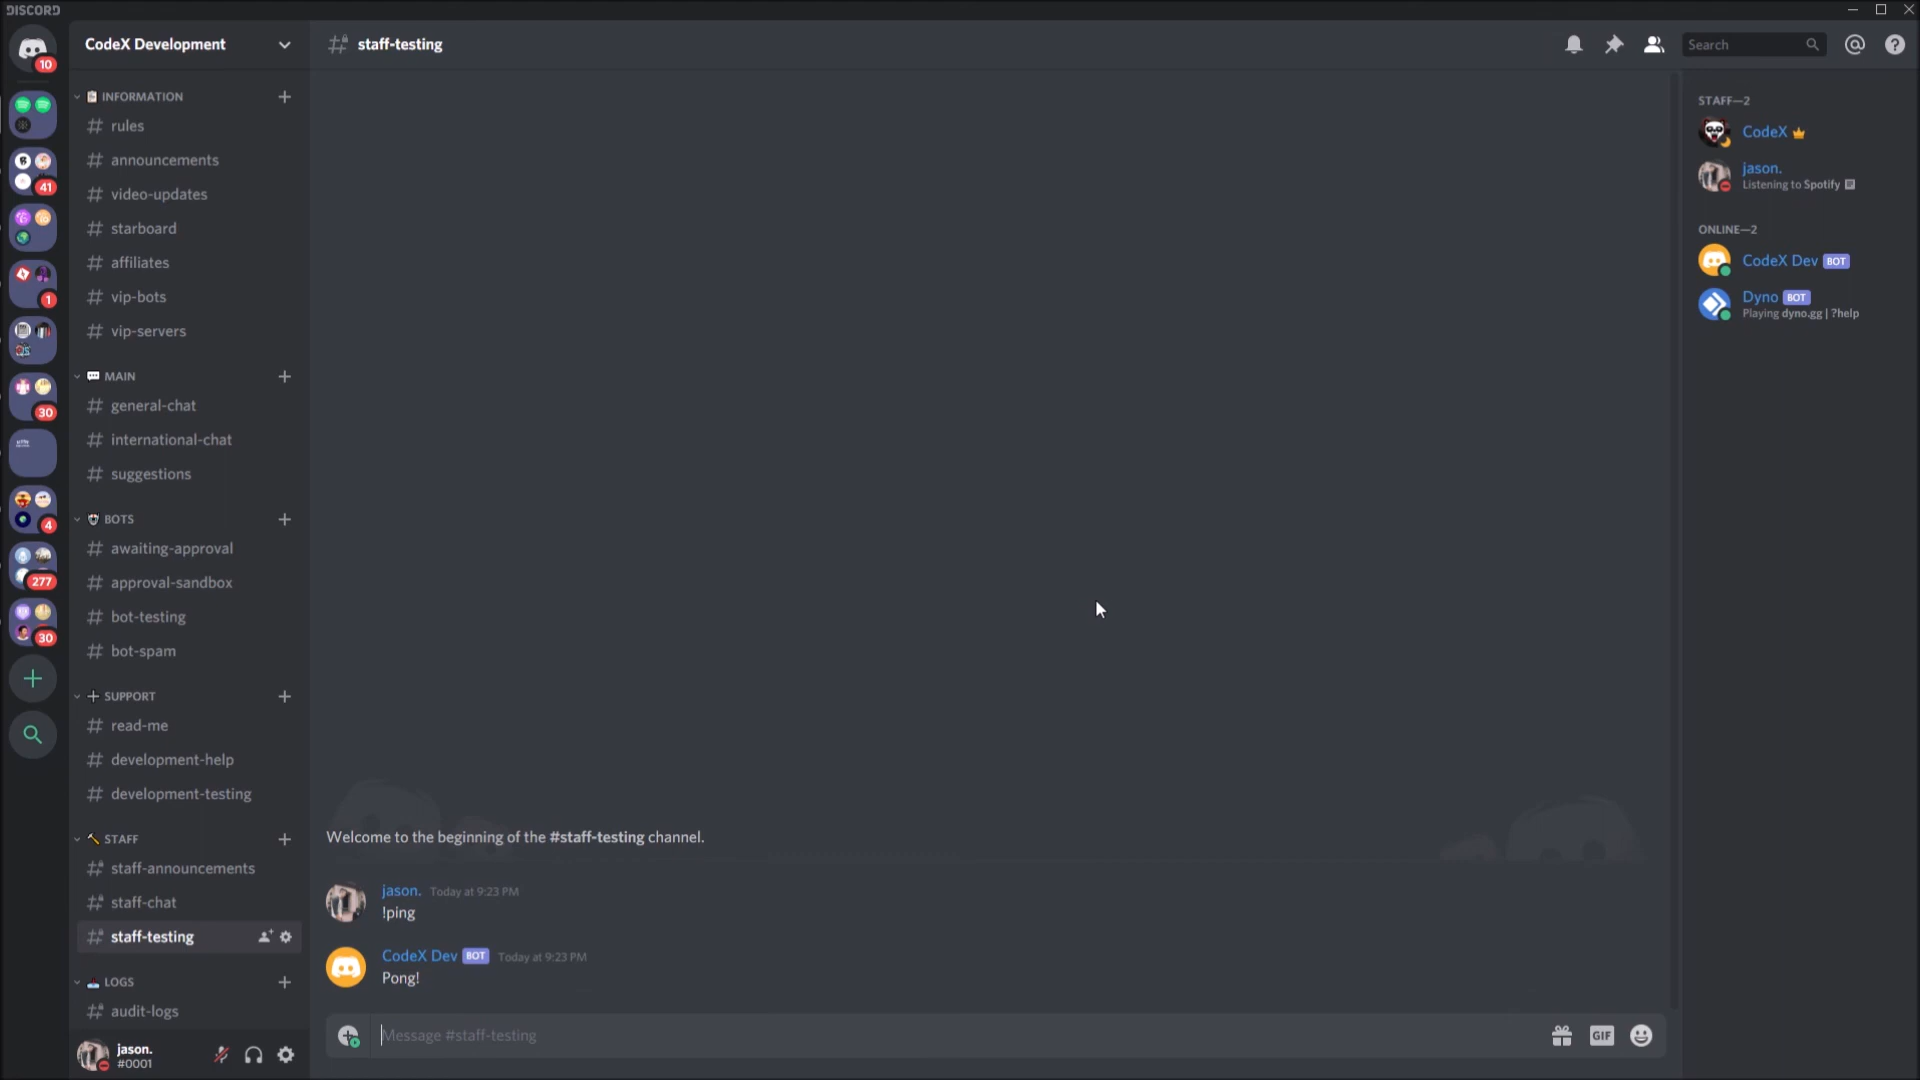 DISCORD
10
41
1
30
4
277
30
CodeX Development
INFORMATION
rules
announcements
video-updates
starboard
affiliates
vip-bots
vip-servers
MAIN
general-chat
international-chat
suggestions
BOTS
awaiting-approval
approval-sandbox
bot-testing
bot-spam
SUPPORT
read-me
development-help
development-testing
STAFF
staff-announcements
staff-chat
staff-testing
LOGS
audit-logs
jason.
#0001
staff-testing
Search
Welcome to the beginning of the #staff-testing channel.
jason. Today at 9:23 PM
!ping
CodeX Dev BOT Today at 9:23 PM
Pong!
Message #staff-testing
GIF
STAFF—2
CodeX
jason.
Listening to Spotify
ONLINE—2
CodeX Dev BOT
Dyno BOT
Playing dyno.gg | ?help